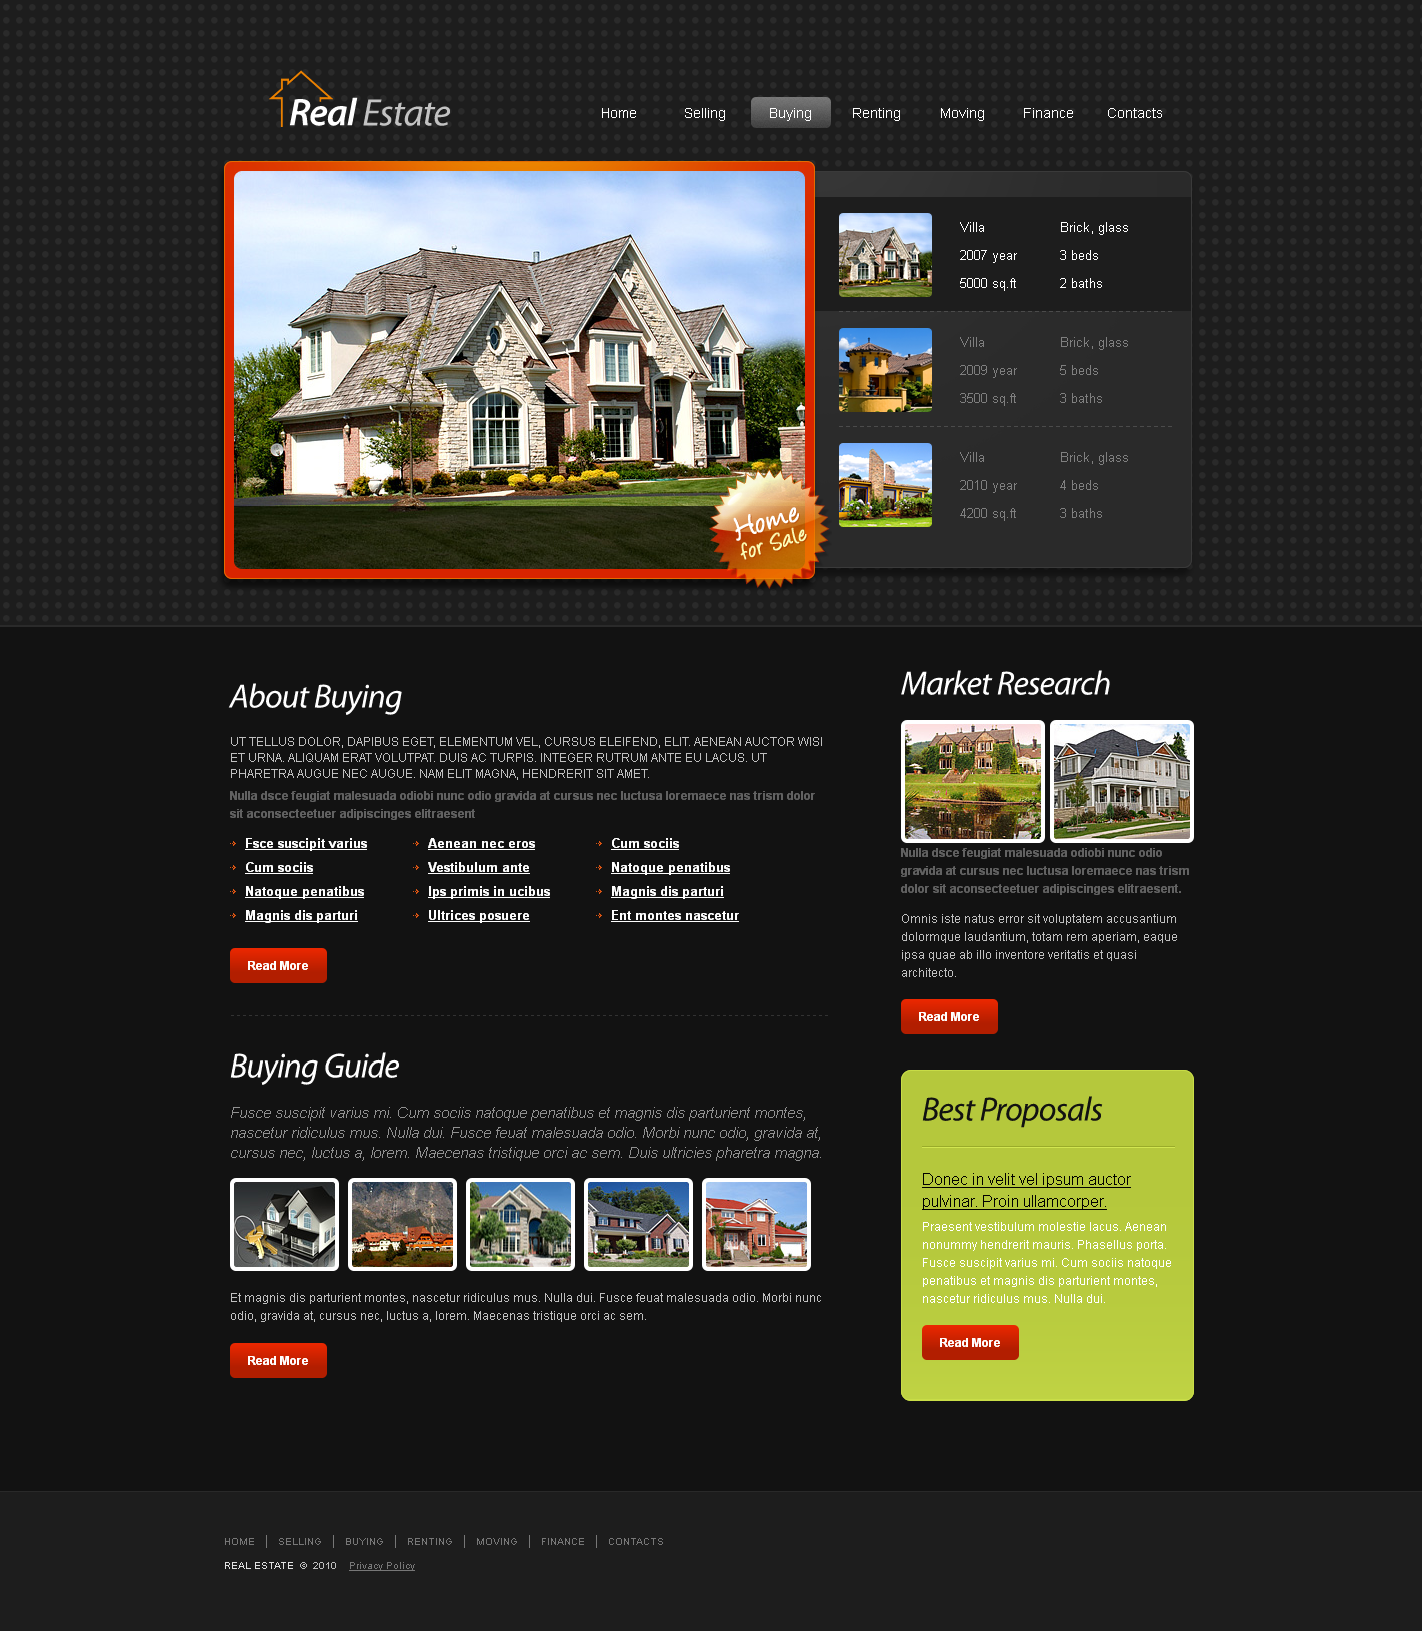 Real Estate
Home Selling Buying Renting Moving Finance Contacts
Villa Brick, glass
2007 year 3 beds
5000 sq.ft 2 baths
Villa Brick, glass
2009 year 5 beds
3500 sq.ft 3 baths
Villa Brick, glass
2010 year 4 beds
4200 sq.ft 3 baths
Home
for Sale
About Buying
UT TELLUS DOLOR, DAPIBUS EGET, ELEMENTUM VEL, CURSUS ELEIFEND, ELIT. AENEAN AUCTOR WISI
ET URNA. ALIQUAM ERAT VOLUTPAT. DUIS AC TURPIS. INTEGER RUTRUM ANTE EU LACUS. UT
PHARETRA AUGUE NEC AUGUE. NAM ELIT MAGNA, HENDRERIT SIT AMET.
Nulla dsce feugiat malesuada odiobi nunc odio gravida at cursus nec luctusa loremaece nas trism dolor
sit aconsecteetuer adipiscinges elitraesent
Fsce suscipit varius Aenean nec eros Cum sociis
Cum sociis Vestibulum ante Natoque penatibus
Natoque penatibus Ips primis in ucibus Magnis dis parturi
Magnis dis parturi Ultrices posuere Ent montes nascetur
Read More
Buying Guide
Fusce suscipit varius mi. Cum sociis natoque penatibus et magnis dis parturient montes,
nascetur ridiculus mus. Nulla dui. Fusce feuat malesuada odio. Morbi nunc odio, gravida at,
cursus nec, luctus a, lorem. Maecenas tristique orci ac sem. Duis ultricies pharetra magna.
Et magnis dis parturient montes, nascetur ridiculus mus. Nulla dui. Fusce feuat malesuada odio. Morbi nunc
odio, gravida at, cursus nec, luctus a, lorem. Maecenas tristique orci ac sem.
Read More
Market Research
Nulla dsce feugiat malesuada odiobi nunc odio
gravida at cursus nec luctusa loremaece nas trism
dolor sit aconsecteetuer adipiscinges elitraesent.
Omnis iste natus error sit voluptatem accusantium
dolormque laudantium, totam rem aperiam, eaque
ipsa quae ab illo inventore veritatis et quasi
architecto.
Read More
Best Proposals
Donec in velit vel ipsum auctor
pulvinar. Proin ullamcorper.
Praesent vestibulum molestie lacus. Aenean
nonummy hendrerit mauris. Phasellus porta.
Fusce suscipit varius mi. Cum sociis natoque
penatibus et magnis dis parturient montes,
nascetur ridiculus mus. Nulla dui.
Read More
HOME | SELLING | BUYING | RENTING | MOVING | FINANCE | CONTACTS
REAL ESTATE © 2010 Privacy Policy